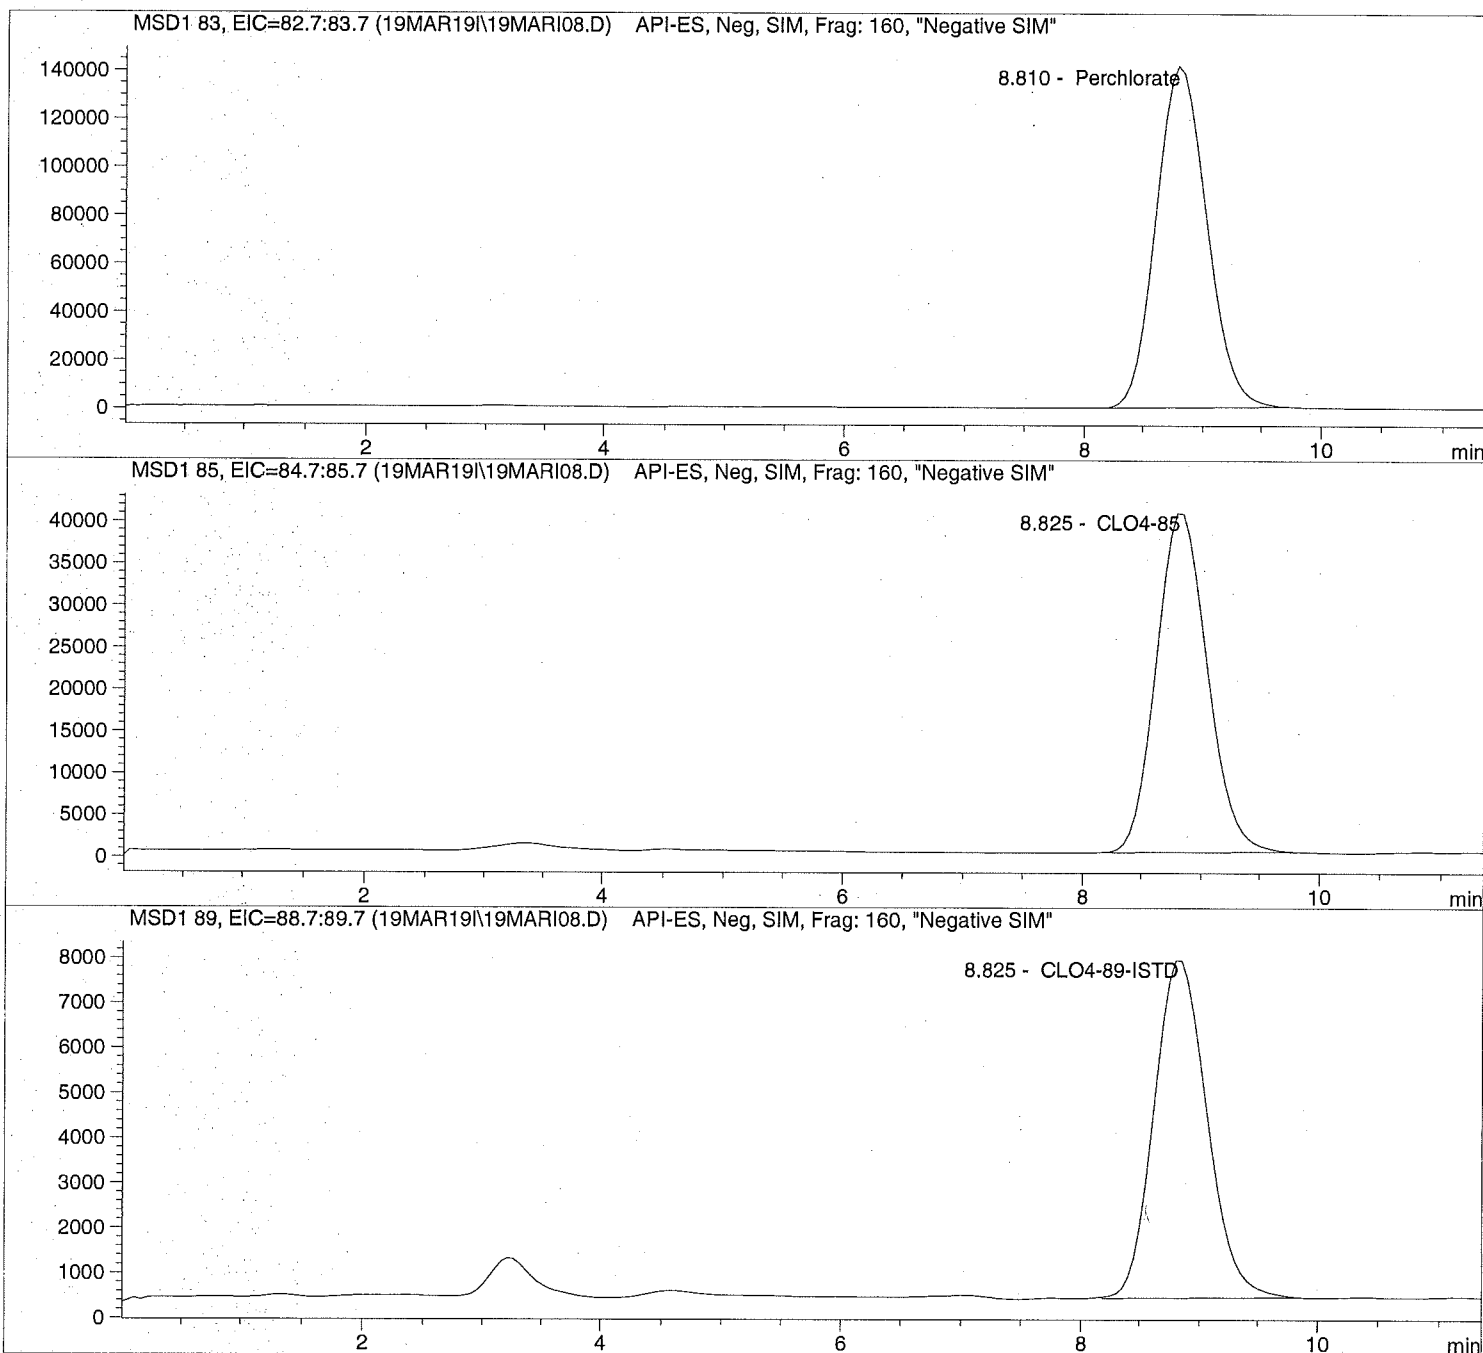 MSD1 83, EIC=82.7:83.7 (19MAR19I\19MARI08.D) API-ES, Neg, SIM, Frag: 160, "Negative SIM"
8.810 - Perchlorate
140000
120000
100000
80000
60000
40000
20000
0
2 4 6 8 10 min
MSD1 85, EIC=84.7:85.7 (19MAR19I\19MARI08.D) API-ES, Neg, SIM, Frag: 160, "Negative SIM"
8.825 - CLO4-85
40000
35000
30000
25000
20000
15000
10000
5000
0
2 4 6 8 10 min
MSD1 89, EIC=88.7:89.7 (19MAR19I\19MARI08.D) API-ES, Neg, SIM, Frag: 160, "Negative SIM"
8.825 - CLO4-89-ISTD
8000
7000
6000
5000
4000
3000
2000
1000
0
2 4 6 8 10 min